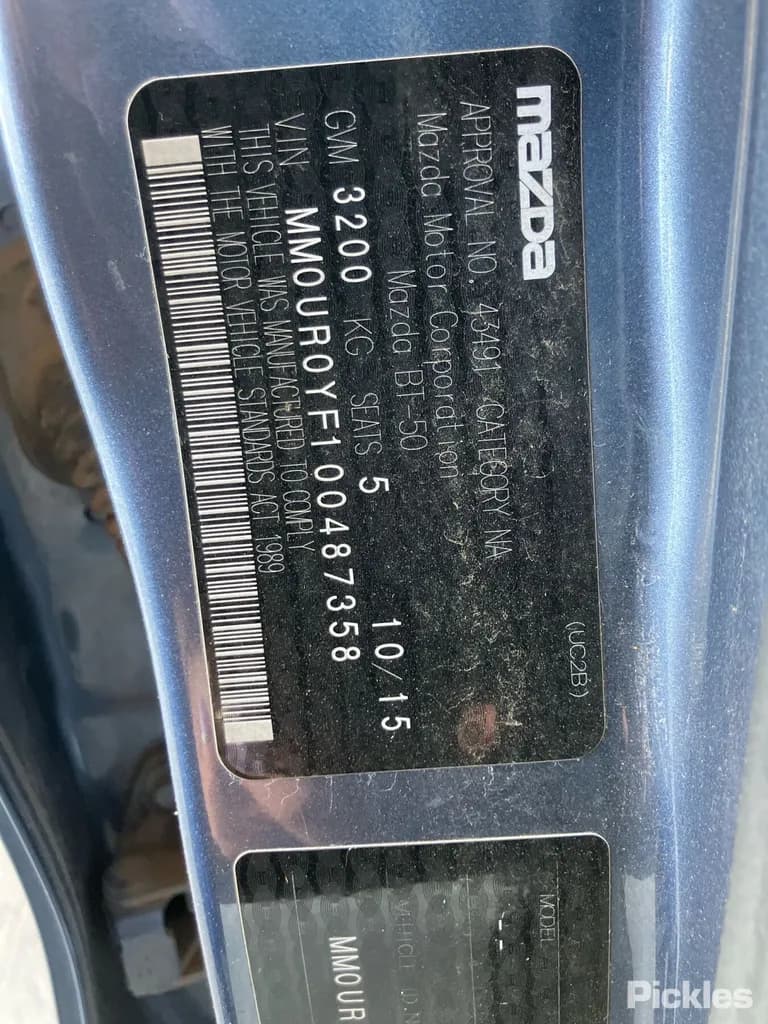 mazda
(UC2B)
APPROVAL NO. 43491 CATEGORY NA
Mazda Motor Corporation
Mazda BT-50
GVM 3200 KG SEATS 5 10/15
VIN
MM0UR0YF100487358
THIS VEHICLE WAS MANUFACTURED TO COMPLY
WITH THE MOTOR VEHICLE STANDARDS ACT 1989
MODEL
VEHICLE I.D.N
MM0UR
Pickles